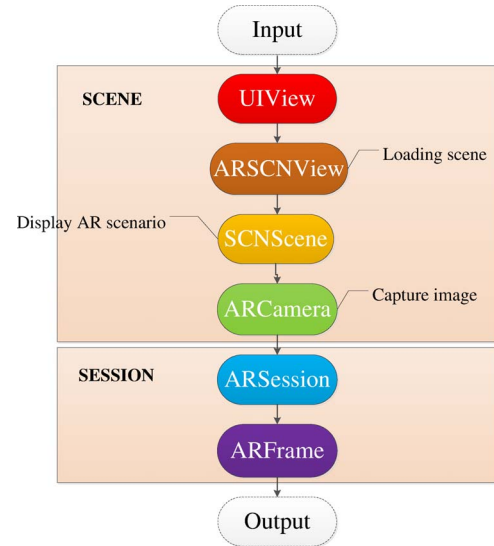 Input
SCENE
UIView
ARSCNView
Loading scene
Display AR scenario
SCNScene
ARCamera
Capture image
SESSION
ARSession
ARFrame
Output